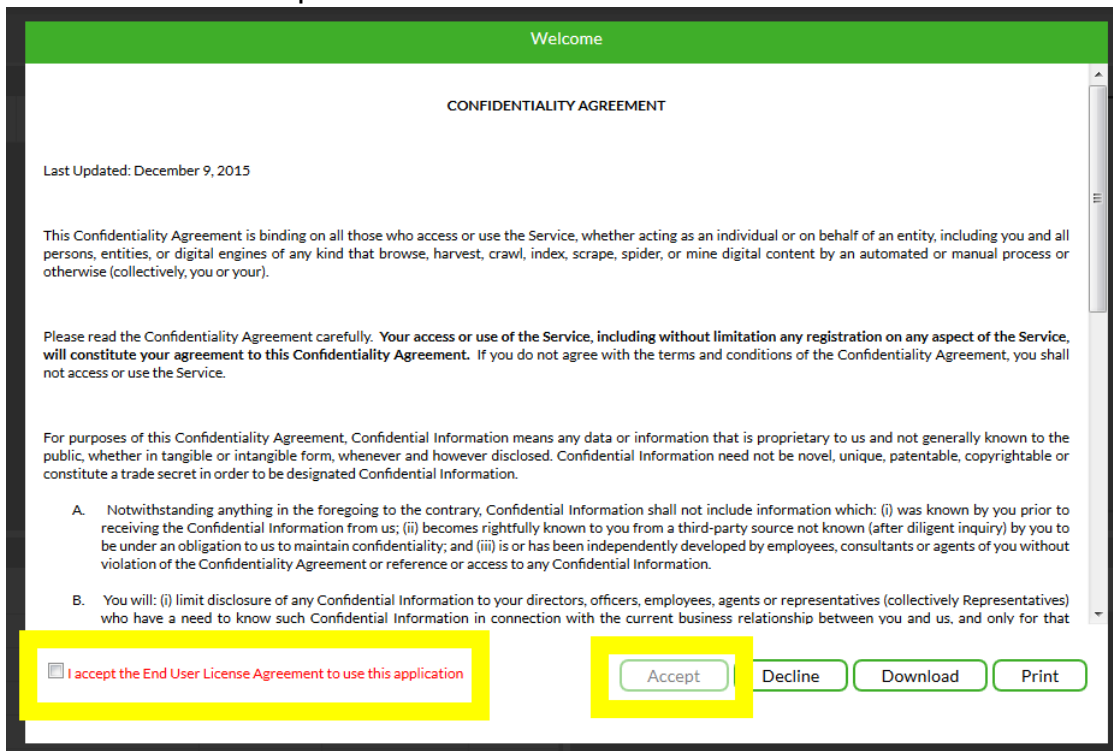 Welcome
CONFIDENTIALITY AGREEMENT
Last Updated: December 9, 2015
This Confidentiality Agreement is binding on all those who access or use the Service, whether acting as an individual or on behalf of an entity, including you and all
persons, entities, or digital engines of any kind that browse, harvest, crawl, index, scrape, spider, or mine digital content by an automated or manual process or
otherwise (collectively, you or your).
Please read the Confidentiality Agreement carefully. Your access or use of the Service, including without limitation any registration on any aspect of the Service,
will constitute your agreement to this Confidentiality Agreement. If you do not agree with the terms and conditions of the Confidentiality Agreement, you shall
not access or use the Service.
For purposes of this Confidentiality Agreement, Confidential Information means any data or information that is proprietary to us and not generally known to the
public, whether in tangible or intangible form, whenever and however disclosed. Confidential Information need not be novel, unique, patentable, copyrightable or
constitute a trade secret in order to be designated Confidential Information.
A. Notwithstanding anything in the foregoing to the contrary, Confidential Information shall not include information which: (i) was known by you prior to
receiving the Confidential Information from us; (ii) becomes rightfully known to you from a third-party source not known (after diligent inquiry) by you to
be under an obligation to us to maintain confidentiality; and (iii) is or has been independently developed by employees, consultants or agents of you without
violation of the Confidentiality Agreement or reference or access to any Confidential Information.
B. You will: (i) limit disclosure of any Confidential Information to your directors, officers, employees, agents or representatives (collectively Representatives)
who have a need to know such Confidential Information in connection with the current business relationship between you and us, and only for that
I accept the End User License Agreement to use this application
Accept Decline Download Print